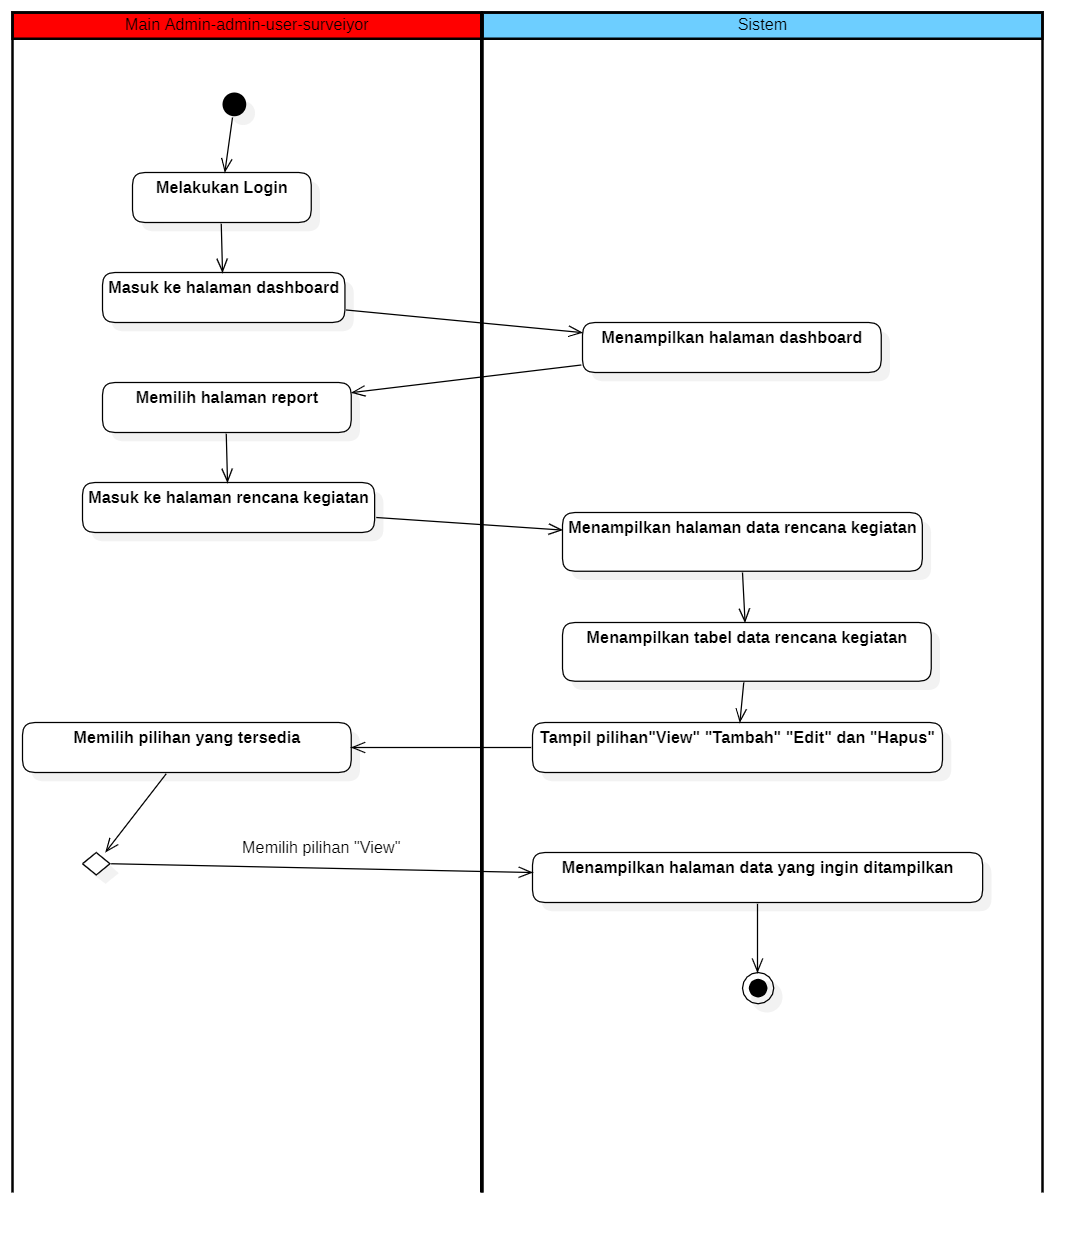 Main Admin-admin-user-surveiyor
Sistem
Melakukan Login
Masuk ke halaman dashboard
Menampilkan halaman dashboard
Memilih halaman report
Masuk ke halaman rencana kegiatan
Menampilkan halaman data rencana kegiatan
Menampilkan tabel data rencana kegiatan
Memilih pilihan yang tersedia
Tampil pilihan"View" "Tambah" "Edit" dan "Hapus"
Memilih pilihan "View"
Menampilkan halaman data yang ingin ditampilkan